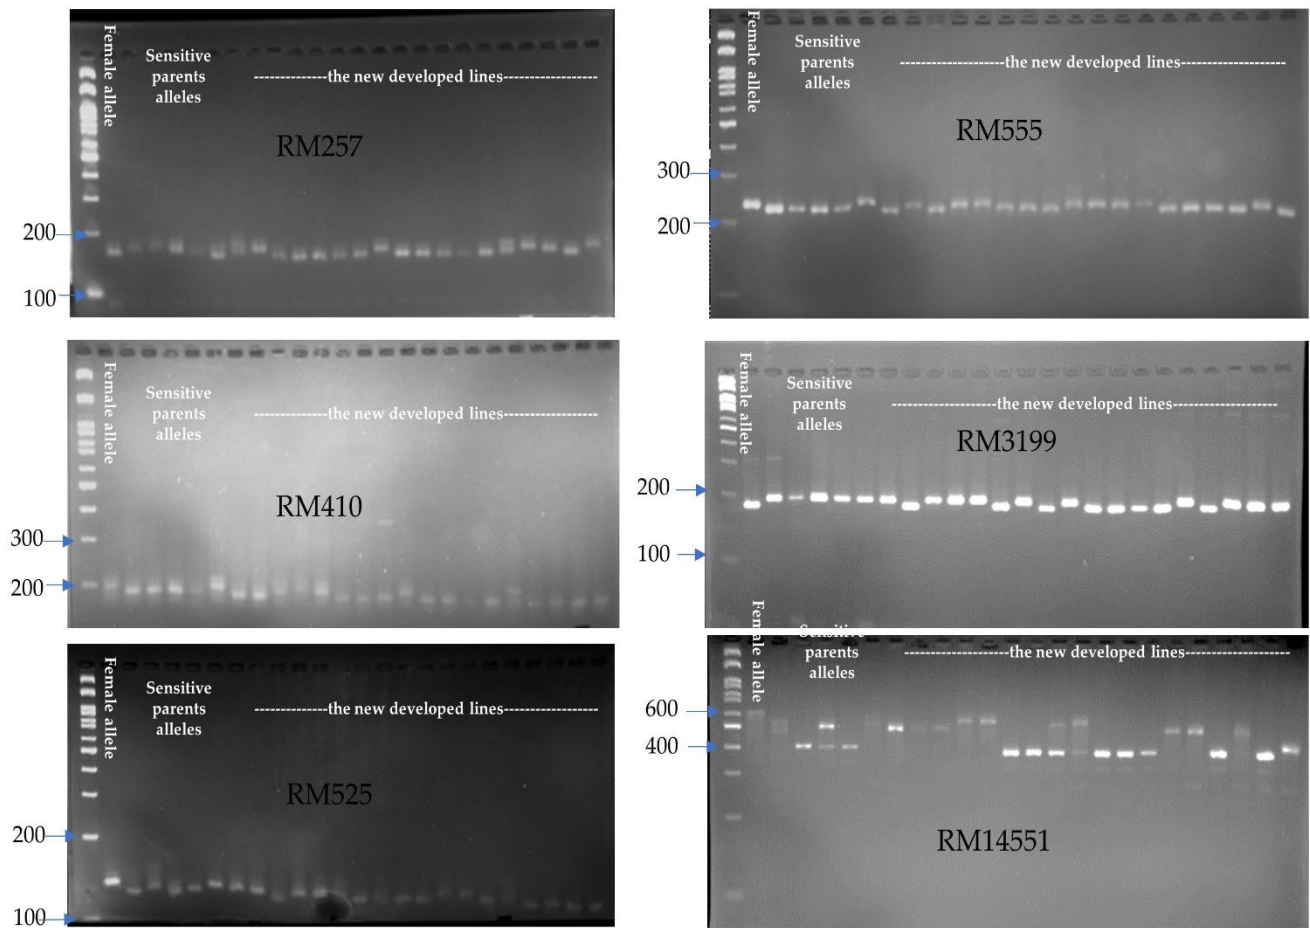 Female allele
Sensitive
parents
alleles
--------------the new developed lines------------------
RM257
200
100
Female allele
Sensitive
parents
alleles
--------------------the new developed lines--------------------
RM555
300
200
Female allele
Sensitive
parents
alleles
--------------the new developed lines------------------
RM410
300
200
Female allele
Sensitive
parents
alleles
--------------------the new developed lines--------------------
RM3199
200
100
Female allele
Sensitive
parents
alleles
--------------the new developed lines------------------
RM525
200
100
Female allele
Sensitive
parents
alleles
--------------------the new developed lines--------------------
RM14551
600
400